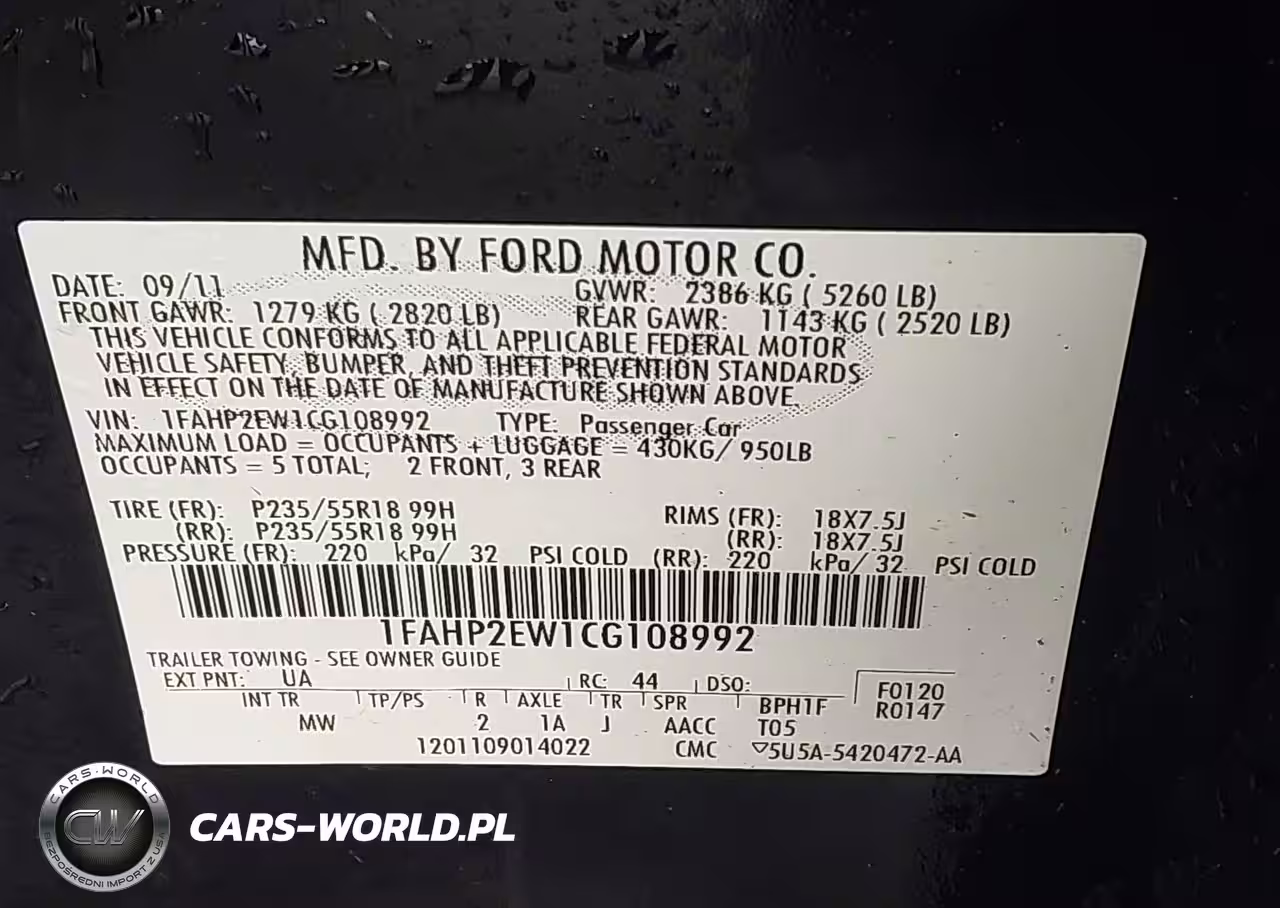 MFD. BY FORD MOTOR CO.
DATE: 09/11 GVWR: 2386 KG ( 5260 LB)
FRONT GAWR: 1279 KG ( 2820 LB) REAR GAWR: 1143 KG ( 2520 LB)
THIS VEHICLE CONFORMS TO ALL APPLICABLE FEDERAL MOTOR
VEHICLE SAFETY, BUMPER, AND THEFT PREVENTION STANDARDS
IN EFFECT ON THE DATE OF MANUFACTURE SHOWN ABOVE.
VIN: 1FAHP2EW1CG108992 TYPE: Passenger Car
MAXIMUM LOAD = OCCUPANTS + LUGGAGE = 430KG/ 950LB
OCCUPANTS = 5 TOTAL; 2 FRONT, 3 REAR
TIRE (FR): P235/55R18 99H RIMS (FR): 18X7.5J
(RR): P235/55R18 99H (RR): 18X7.5J
PRESSURE (FR): 220 kPa/ 32 PSI COLD (RR): 220 kPa/ 32 PSI COLD
1FAHP2EW1CG108992
TRAILER TOWING - SEE OWNER GUIDE
EXT PNT: UA RC: 44 DSO: F0120
INT TR TP/PS R AXLE TR SPR BPH1F R0147
MW 2 1A J AACC T05
1201109014022 CMC ▽5U5A-5420472-AA
CARS-WORLD
CW
BEZPOŚREDNI IMPORT Z USA
CARS-WORLD.PL